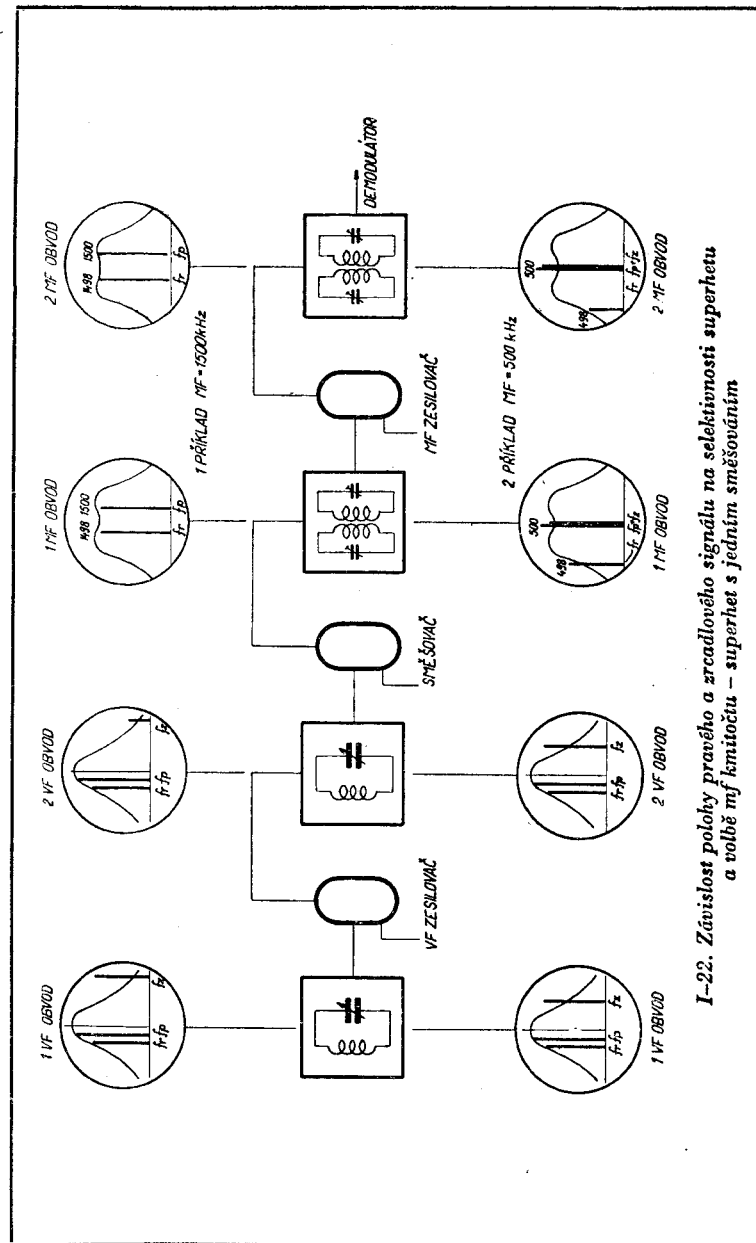 1 VF OBVOD
fr fp
fz
2 VF OBVOD
fr fp
fz
1 MF OBVOD
1498 1500
fr
fp
2 MF OBVOD
1498 1500
fr
fp
1 PŘÍKLAD MF=1500kHz
VF ZESILOVAČ
SMĚŠOVAČ
MF ZESILOVAČ
DEMODULÁTOR
2 PŘÍKLAD MF=500 kHz
fr fp
fz
1 VF OBVOD
fr fp
fz
2 VF OBVOD
498
500
fr fp+fz
1 MF OBVOD
498
500
fr fp+fz
2 MF OBVOD
I–22. Závislost polohy pravého a zrcadlového signálu na selektivnosti superhetu
a volbě mf kmitočtu – superhet s jedním směšováním